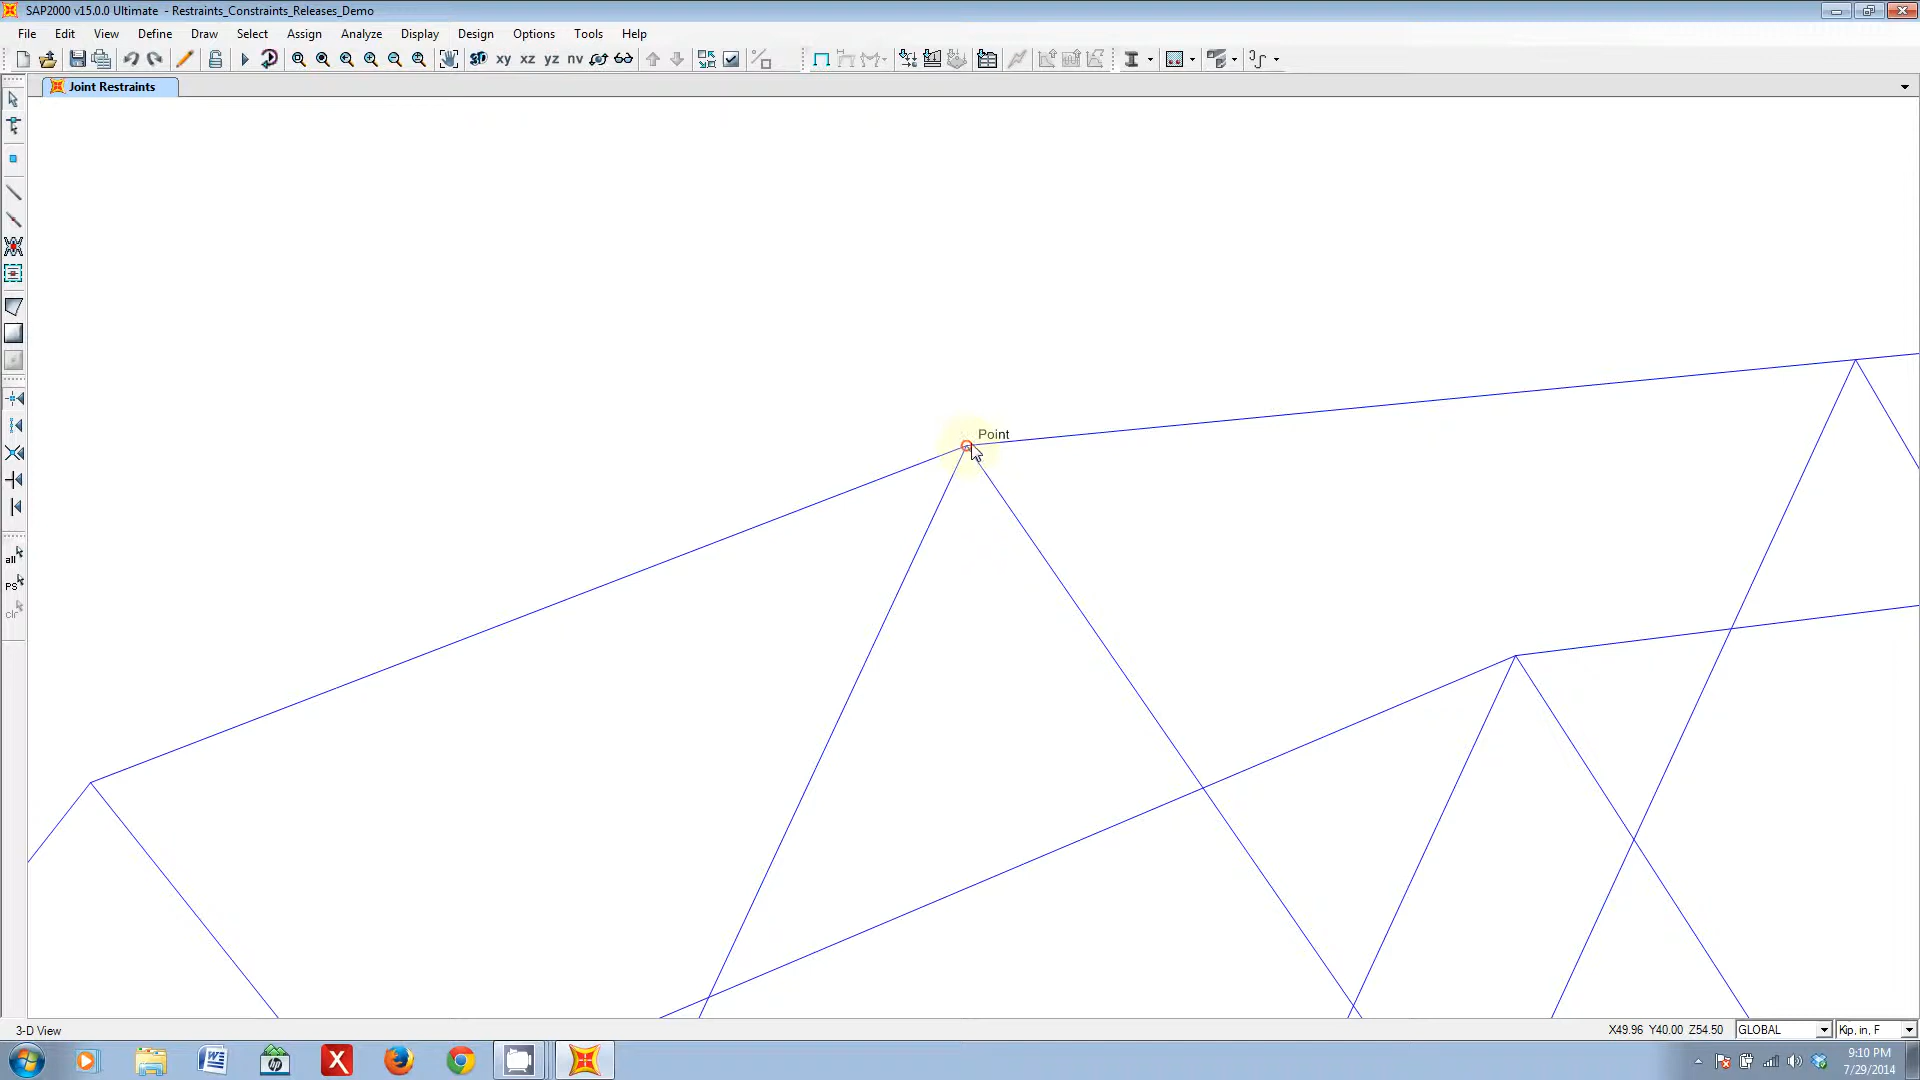 SAP2000 v15.0.0 Ultimate - Restraints_Constraints_Releases_Demo
File Edit View Define Draw Select Assign Analyze Display Design Options Tools Help
3D xy xz yz nv
Joint Restraints
Point
all
PS
clr
3-D View
X49.96 Y40.00 Z54.50
GLOBAL
Kip, in, F
9:10 PM
7/29/2014